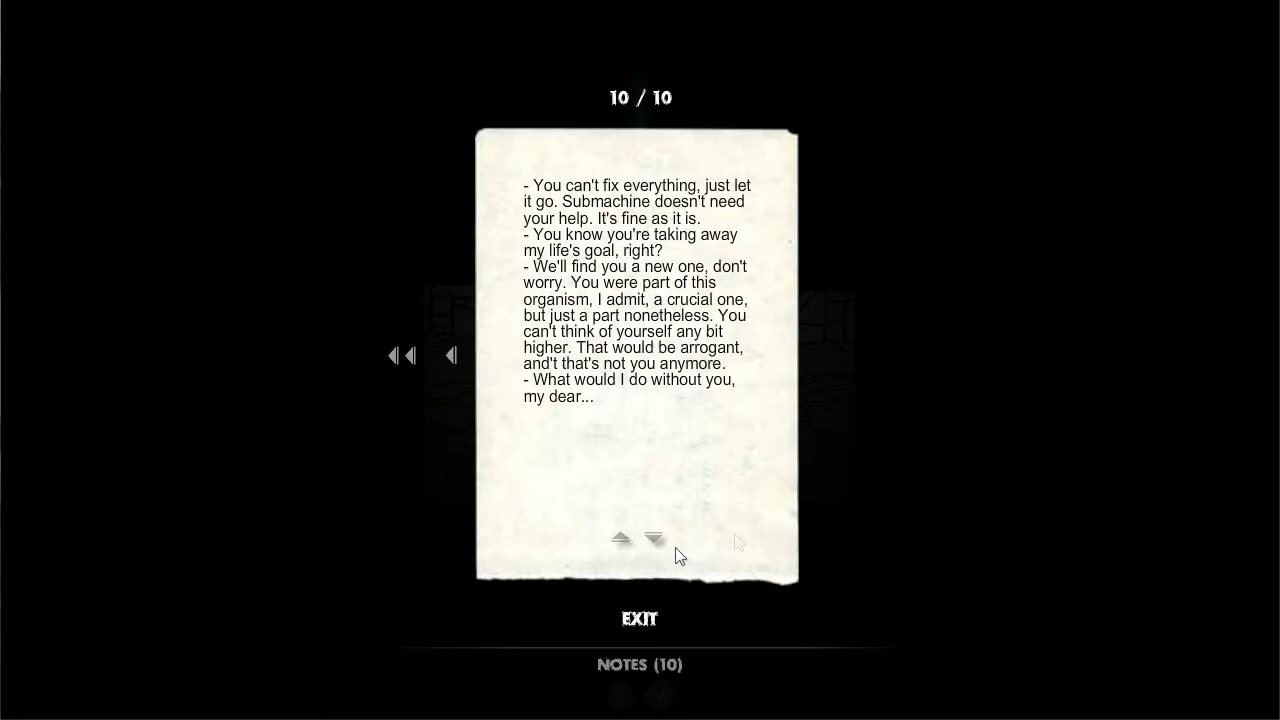 10 / 10
- You can't fix everything, just let
it go. Submachine doesn't need
your help. It's fine as it is.
- You know you're taking away
my life's goal, right?
- We'll find you a new one, don't
worry. You were part of this
organism, I admit, a crucial one,
but just a part nonetheless. You
can't think of yourself any bit
higher. That would be arrogant,
and't that's not you anymore.
- What would I do without you,
my dear...
EXIT
NOTES (10)